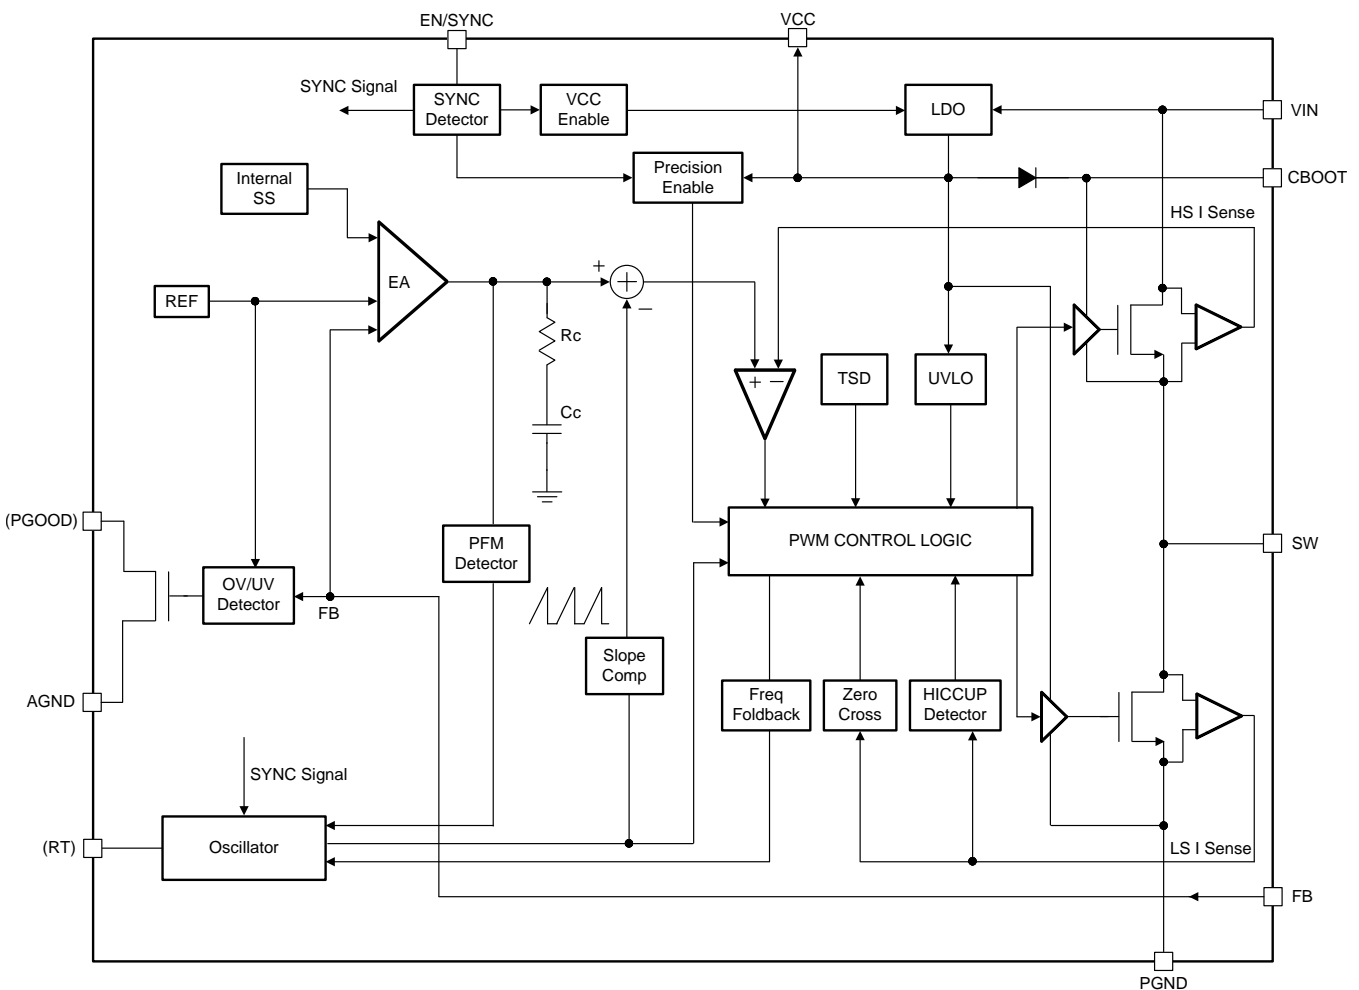 EN/SYNC
VCC
SYNC Signal
SYNC
Detector
VCC
Enable
LDO
VIN
Internal
SS
Precision
Enable
CBOOT
HS I Sense
EA
+
+
−
REF
Rc
+ −
TSD
UVLO
Cc
(PGOOD)
PFM
Detector
PWM CONTROL LOGIC
SW
OV/UV
Detector
FB
Slope
Comp
Freq
Foldback
Zero
Cross
HICCUP
Detector
AGND
SYNC Signal
(RT)
Oscillator
LS I Sense
FB
PGND